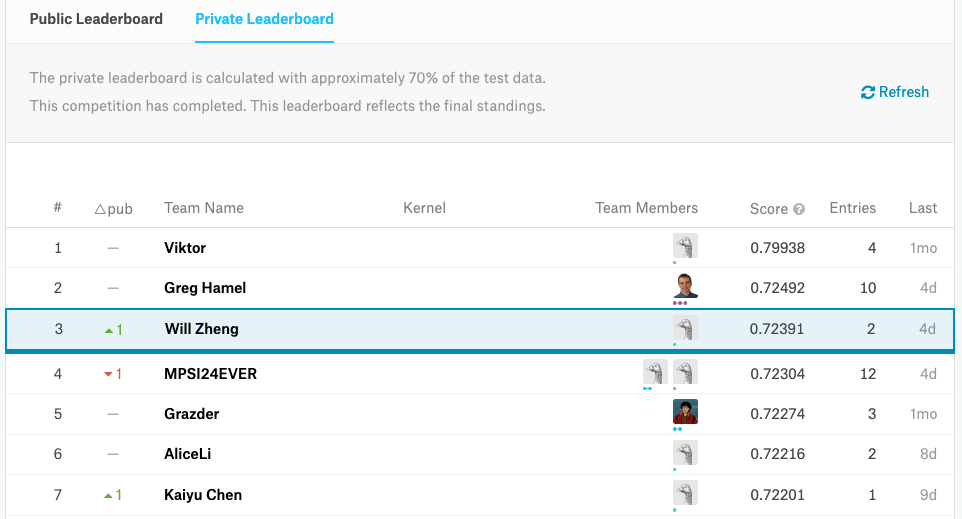 Public Leaderboard Private Leaderboard
The private leaderboard is calculated with approximately 70% of the test data.
This competition has completed. This leaderboard reflects the final standings.
Refresh
# △pub Team Name Kernel Team Members Score ? Entries Last
1 — Viktor 0.79938 4 1mo
2 — Greg Hamel 0.72492 10 4d
3 ▲1 Will Zheng 0.72391 2 4d
4 ▼1 MPSI24EVER 0.72304 12 4d
5 — Grazder 0.72274 3 1mo
6 — AliceLi 0.72216 2 8d
7 ▲1 Kaiyu Chen 0.72201 1 9d